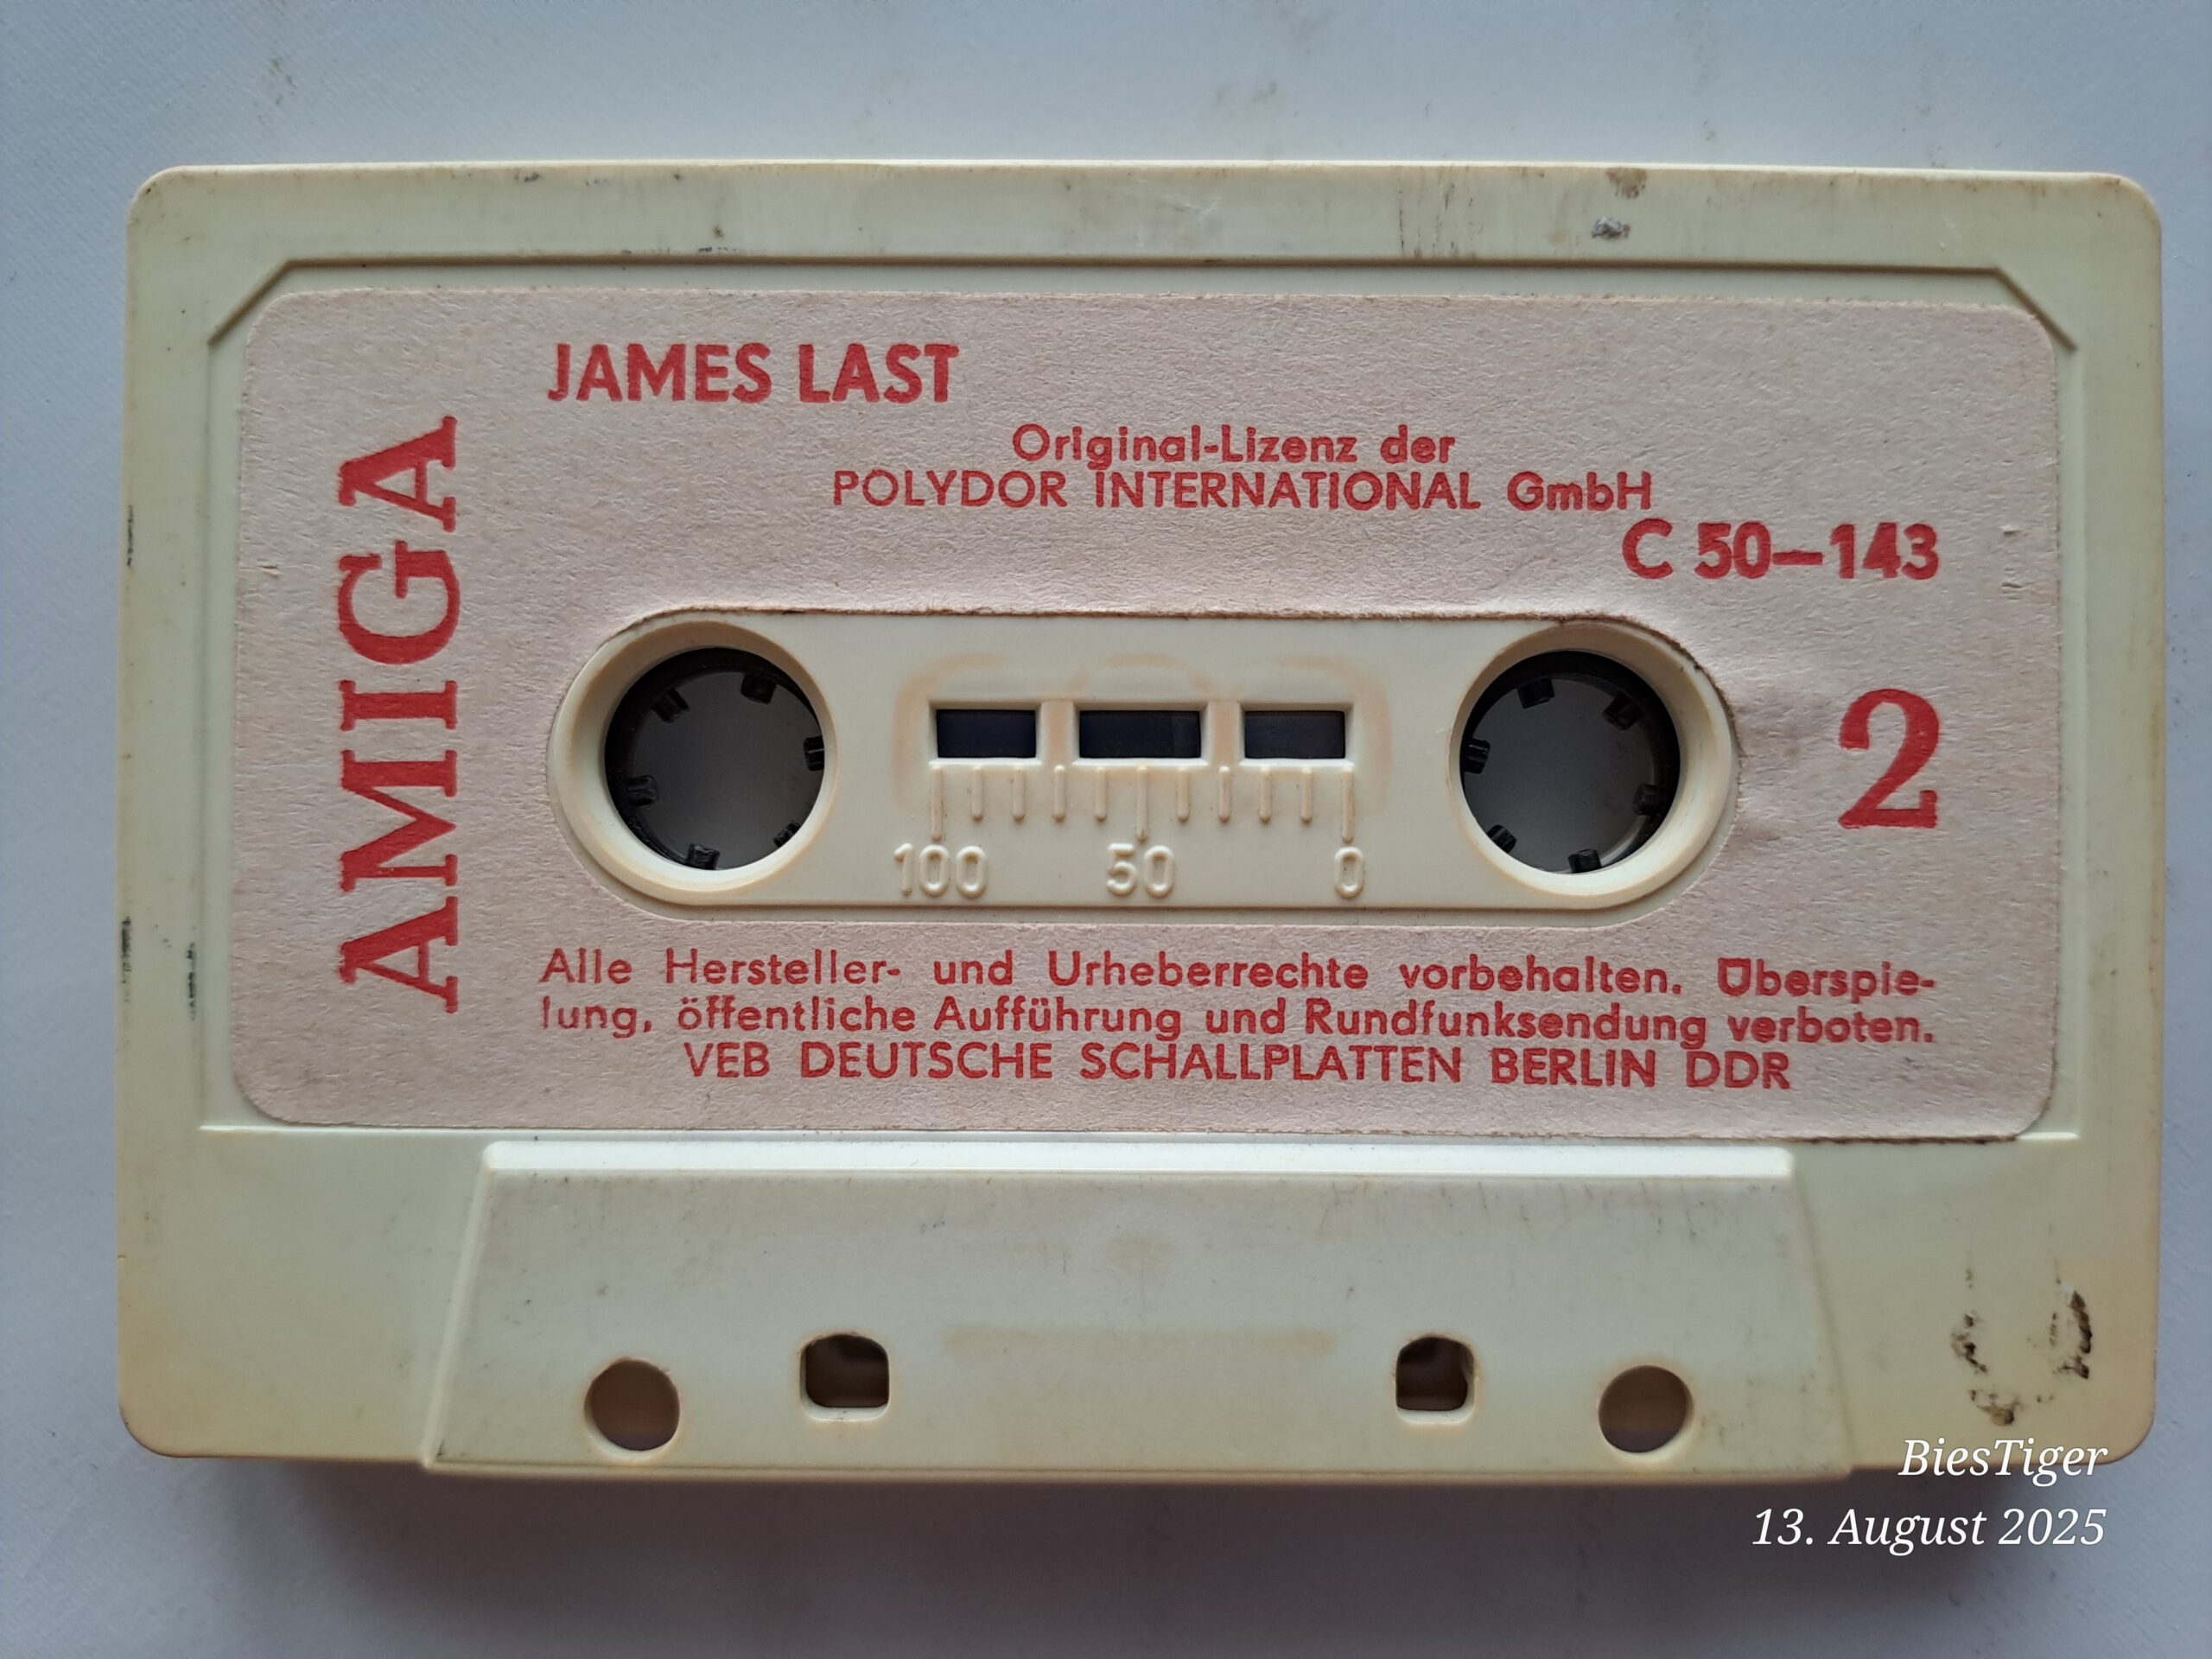 JAMES LAST
Original-Lizenz der
POLYDOR INTERNATIONAL GmbH
C 50–143
AMIGA
2
100 50 0
Alle Hersteller- und Urheberrechte vorbehalten. Überspie-
lung, öffentliche Aufführung und Rundfunksendung verboten.
VEB DEUTSCHE SCHALLPLATTEN BERLIN DDR
BiesTiger
13. August 2025